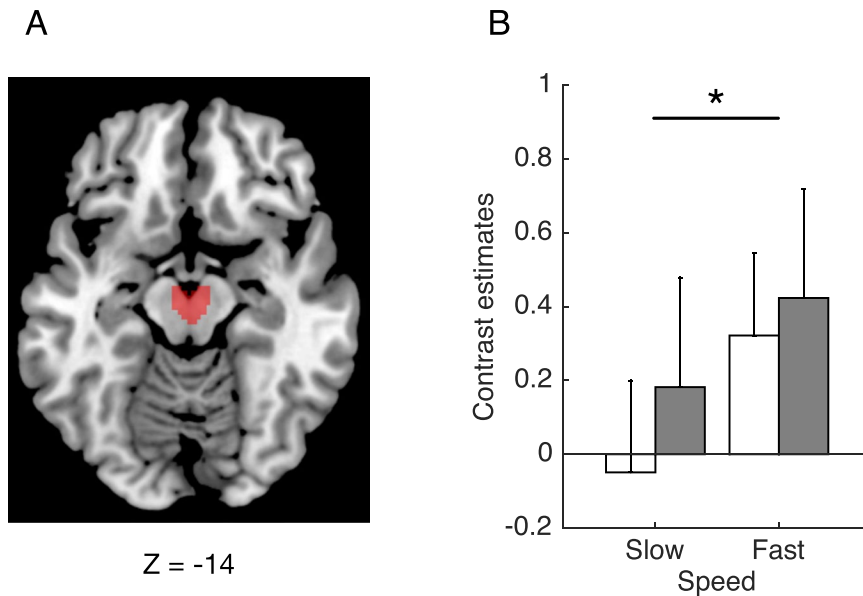 A
Z = -14
B
*
Contrast estimates
1
0.8
0.6
0.4
0.2
0
-0.2
Slow Fast
Speed